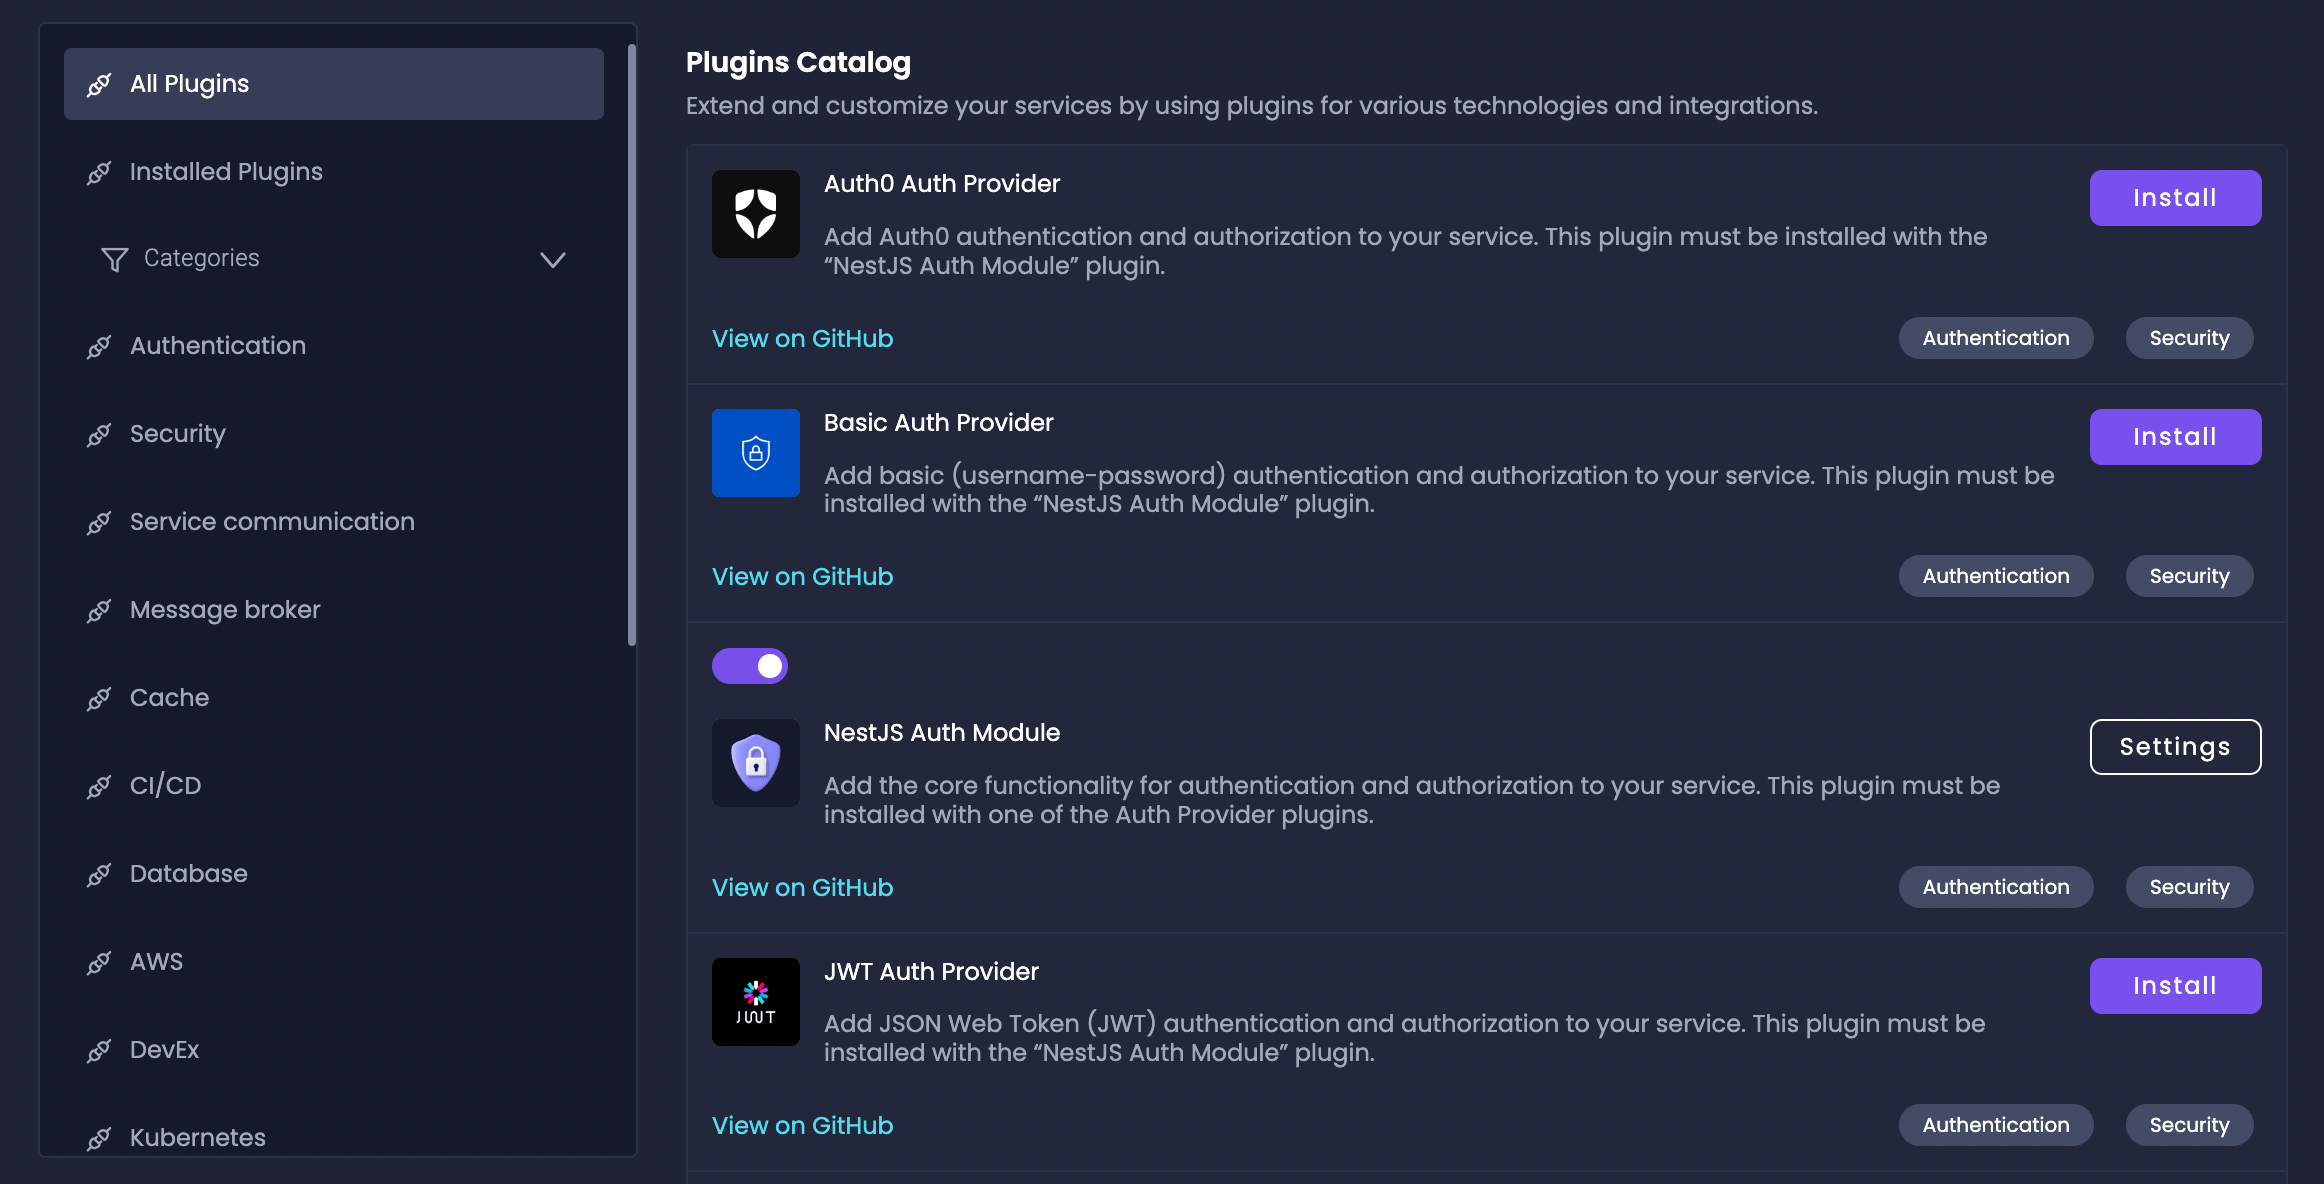 All Plugins
Installed Plugins
Categories
Authentication
Security
Service communication
Message broker
Cache
CI/CD
Database
AWS
DevEx
Kubernetes
Plugins Catalog
Extend and customize your services by using plugins for various technologies and integrations.
Auth0 Auth Provider
Install
Add Auth0 authentication and authorization to your service. This plugin must be installed with the
“NestJS Auth Module” plugin.
View on GitHub
Authentication
Security
Basic Auth Provider
Install
Add basic (username-password) authentication and authorization to your service. This plugin must be
installed with the “NestJS Auth Module” plugin.
View on GitHub
Authentication
Security
NestJS Auth Module
Settings
Add the core functionality for authentication and authorization to your service. This plugin must be
installed with one of the Auth Provider plugins.
View on GitHub
Authentication
Security
JWT
JWT Auth Provider
Install
Add JSON Web Token (JWT) authentication and authorization to your service. This plugin must be
installed with the “NestJS Auth Module” plugin.
View on GitHub
Authentication
Security